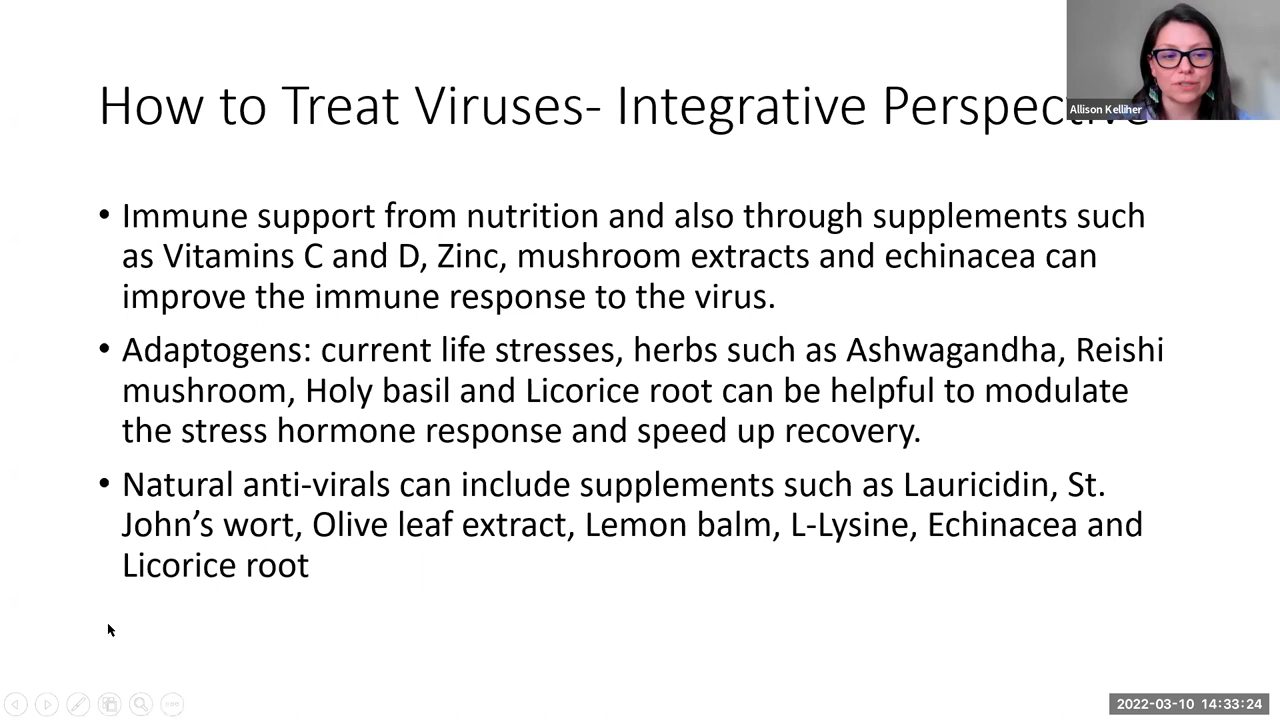 How to Treat Viruses- Integrative Perspective
Allison Kelliher
• Immune support from nutrition and also through supplements such
as Vitamins C and D, Zinc, mushroom extracts and echinacea can
improve the immune response to the virus.
• Adaptogens: current life stresses, herbs such as Ashwagandha, Reishi
mushroom, Holy basil and Licorice root can be helpful to modulate
the stress hormone response and speed up recovery.
• Natural anti-virals can include supplements such as Lauricidin, St.
John’s wort, Olive leaf extract, Lemon balm, L-Lysine, Echinacea and
Licorice root
2022-03-10 14:33:24